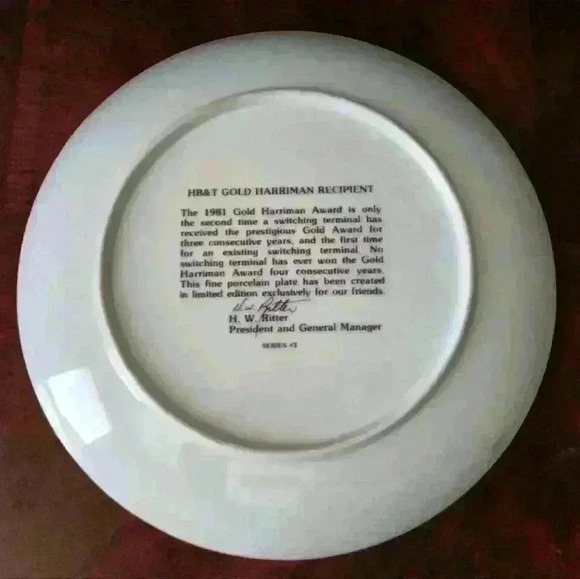 HB&T GOLD HARRIMAN RECIPIENT
The 1981 Gold Harriman Award is only
the second time a switching terminal has
received the prestigious Gold Award for
three consecutive years, and the first time
for an existing switching terminal. No
switching terminal has ever won the Gold
Harriman Award four consecutive years.
This fine porcelain plate has been created
in limited edition exclusively for our friends.
H. W. Ritter
H. W. Ritter
President and General Manager
SERIES #3